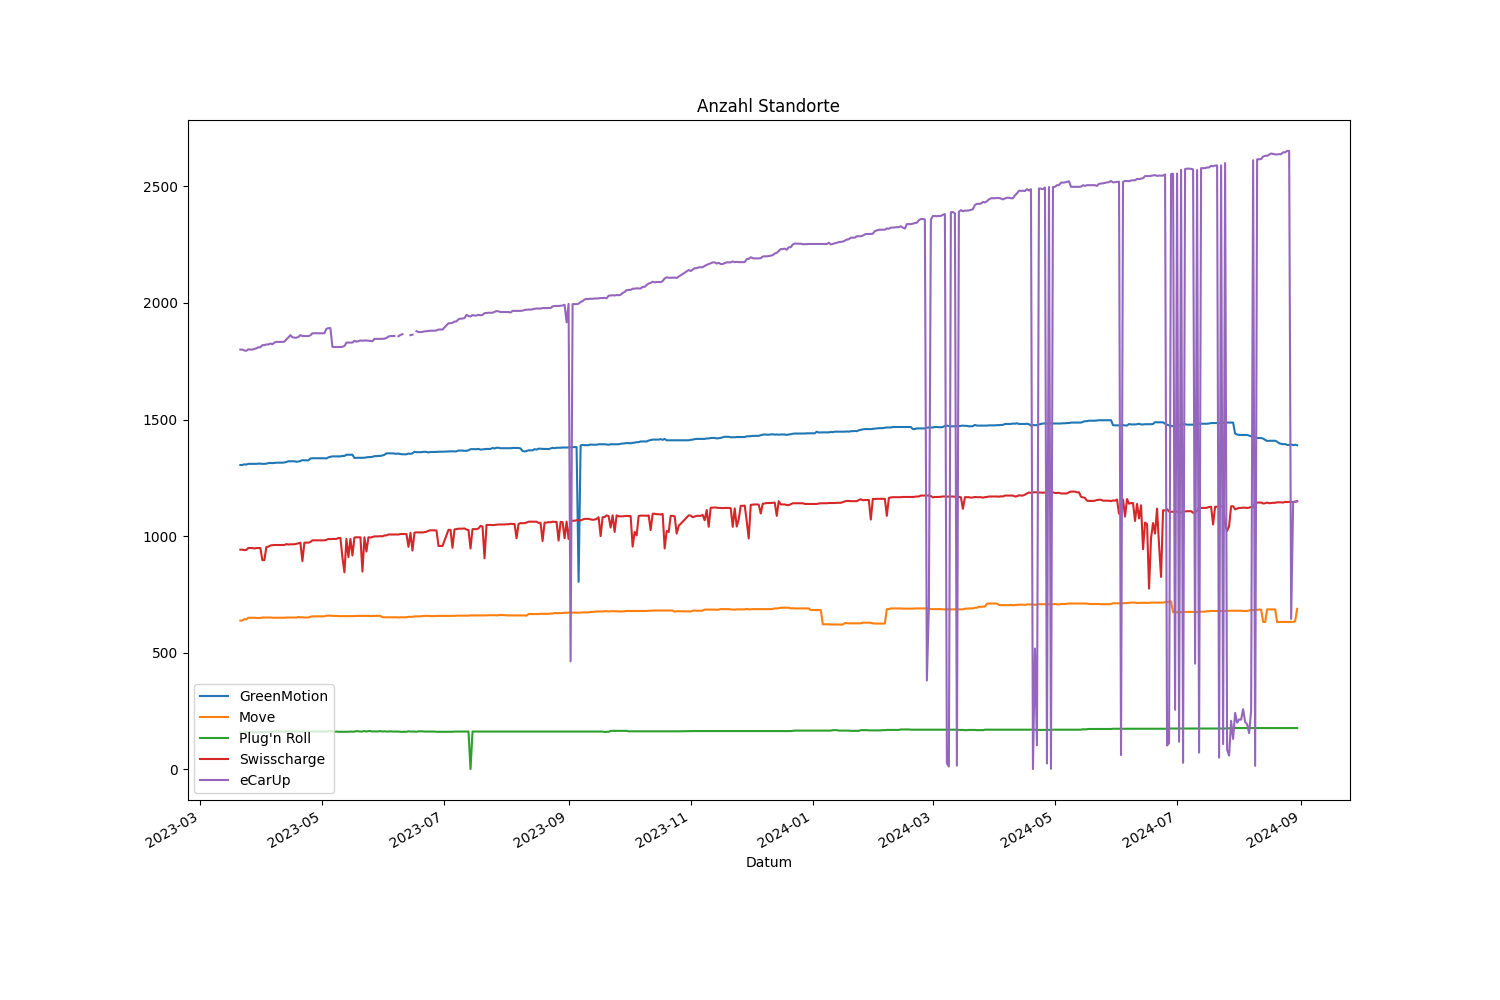 Anzahl Standorte
2500
2000
1500
1000
500
0
GreenMotion
Move
Plug'n Roll
Swisscharge
eCarUp
2023-03
2023-05
2023-07
2023-09
2023-11
2024-01
2024-03
2024-05
2024-07
2024-09
Datum